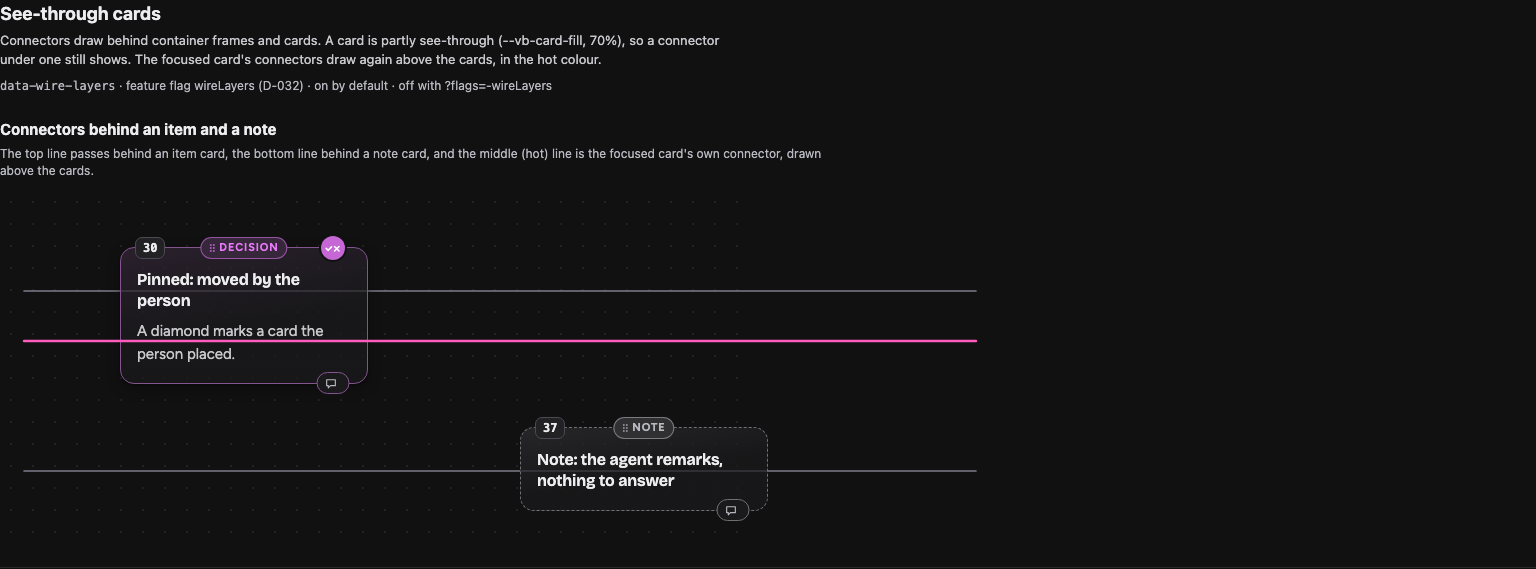 See-through cards
Connectors draw behind container frames and cards. A card is partly see-through (--vb-card-fill, 70%), so a connector
under one still shows. The focused card's connectors draw again above the cards, in the hot colour.
data-wire-layers · feature flag wireLayers (D-032) · on by default · off with ?flags=-wireLayers
Connectors behind an item and a note
The top line passes behind an item card, the bottom line behind a note card, and the middle (hot) line is the focused card's own connector, drawn
above the cards.
30
DECISION
Pinned: moved by the
person
A diamond marks a card the
person placed.
37
NOTE
Note: the agent remarks,
nothing to answer